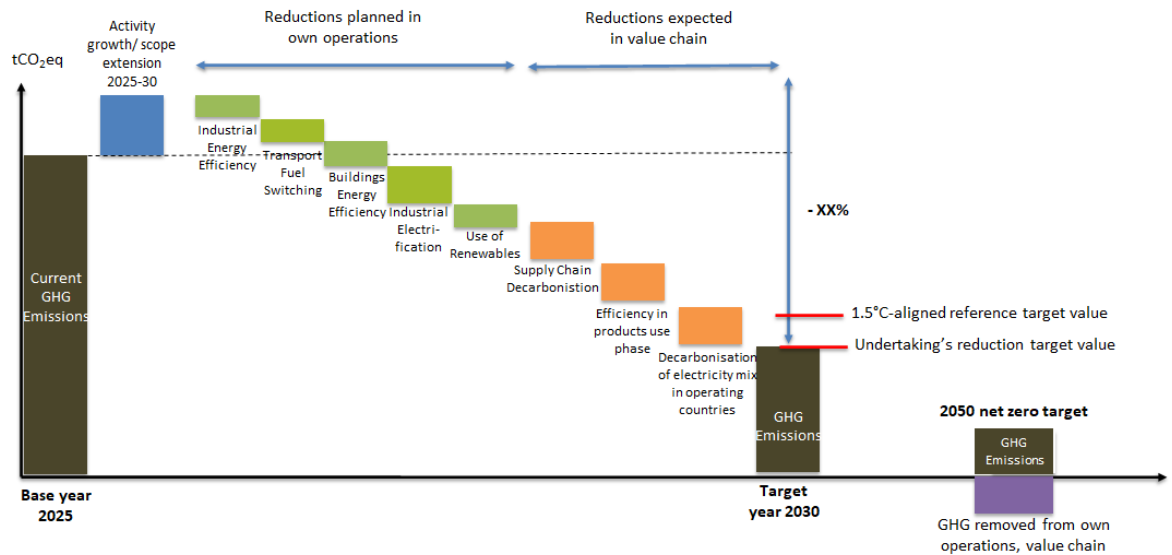 Activity
growth/ scope
extension
2025-30
Reductions planned in
own operations
Reductions expected
in value chain
tCO₂eq
Industrial
Energy
Efficiency
Transport
Fuel
Switching
Buildings
Energy
Efficiency
Industrial
Electri-
fication
Use of
Renewables
Supply Chain
Decarbonistion
Efficiency in
products use
phase
Decarbonisation
of electricity mix
in operating
countries
- XX%
1.5°C-aligned reference target value
Undertaking's reduction target value
Current
GHG
Emissions
GHG
Emissions
2050 net zero target
GHG
Emissions
GHG removed from own
operations, value chain
Base year
2025
Target
year 2030